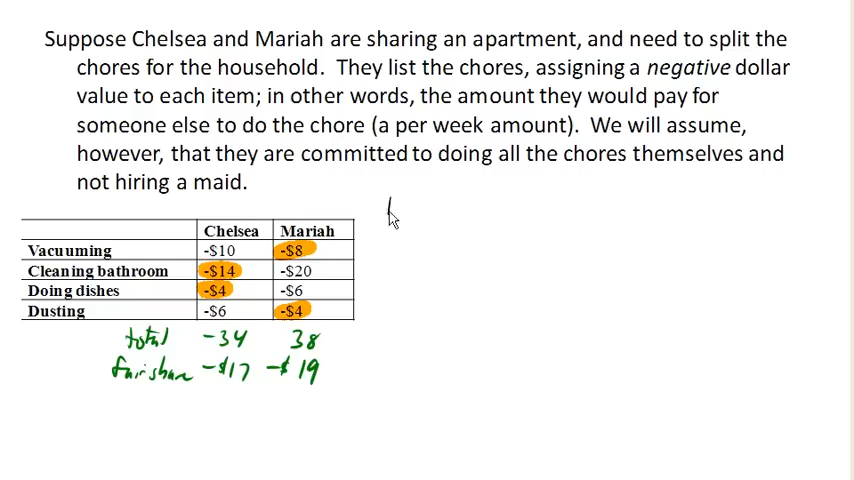 Suppose Chelsea and Mariah are sharing an apartment, and need to split the
chores for the household. They list the chores, assigning a negative dollar
value to each item; in other words, the amount they would pay for
someone else to do the chore (a per week amount). We will assume,
however, that they are committed to doing all the chores themselves and
not hiring a maid.
Chelsea Mariah
Vacuuming -$10 -$8
Cleaning bathroom -$14 -$20
Doing dishes -$4 -$6
Dusting -$6 -$4
total -34 38
fair share -$17 -$19